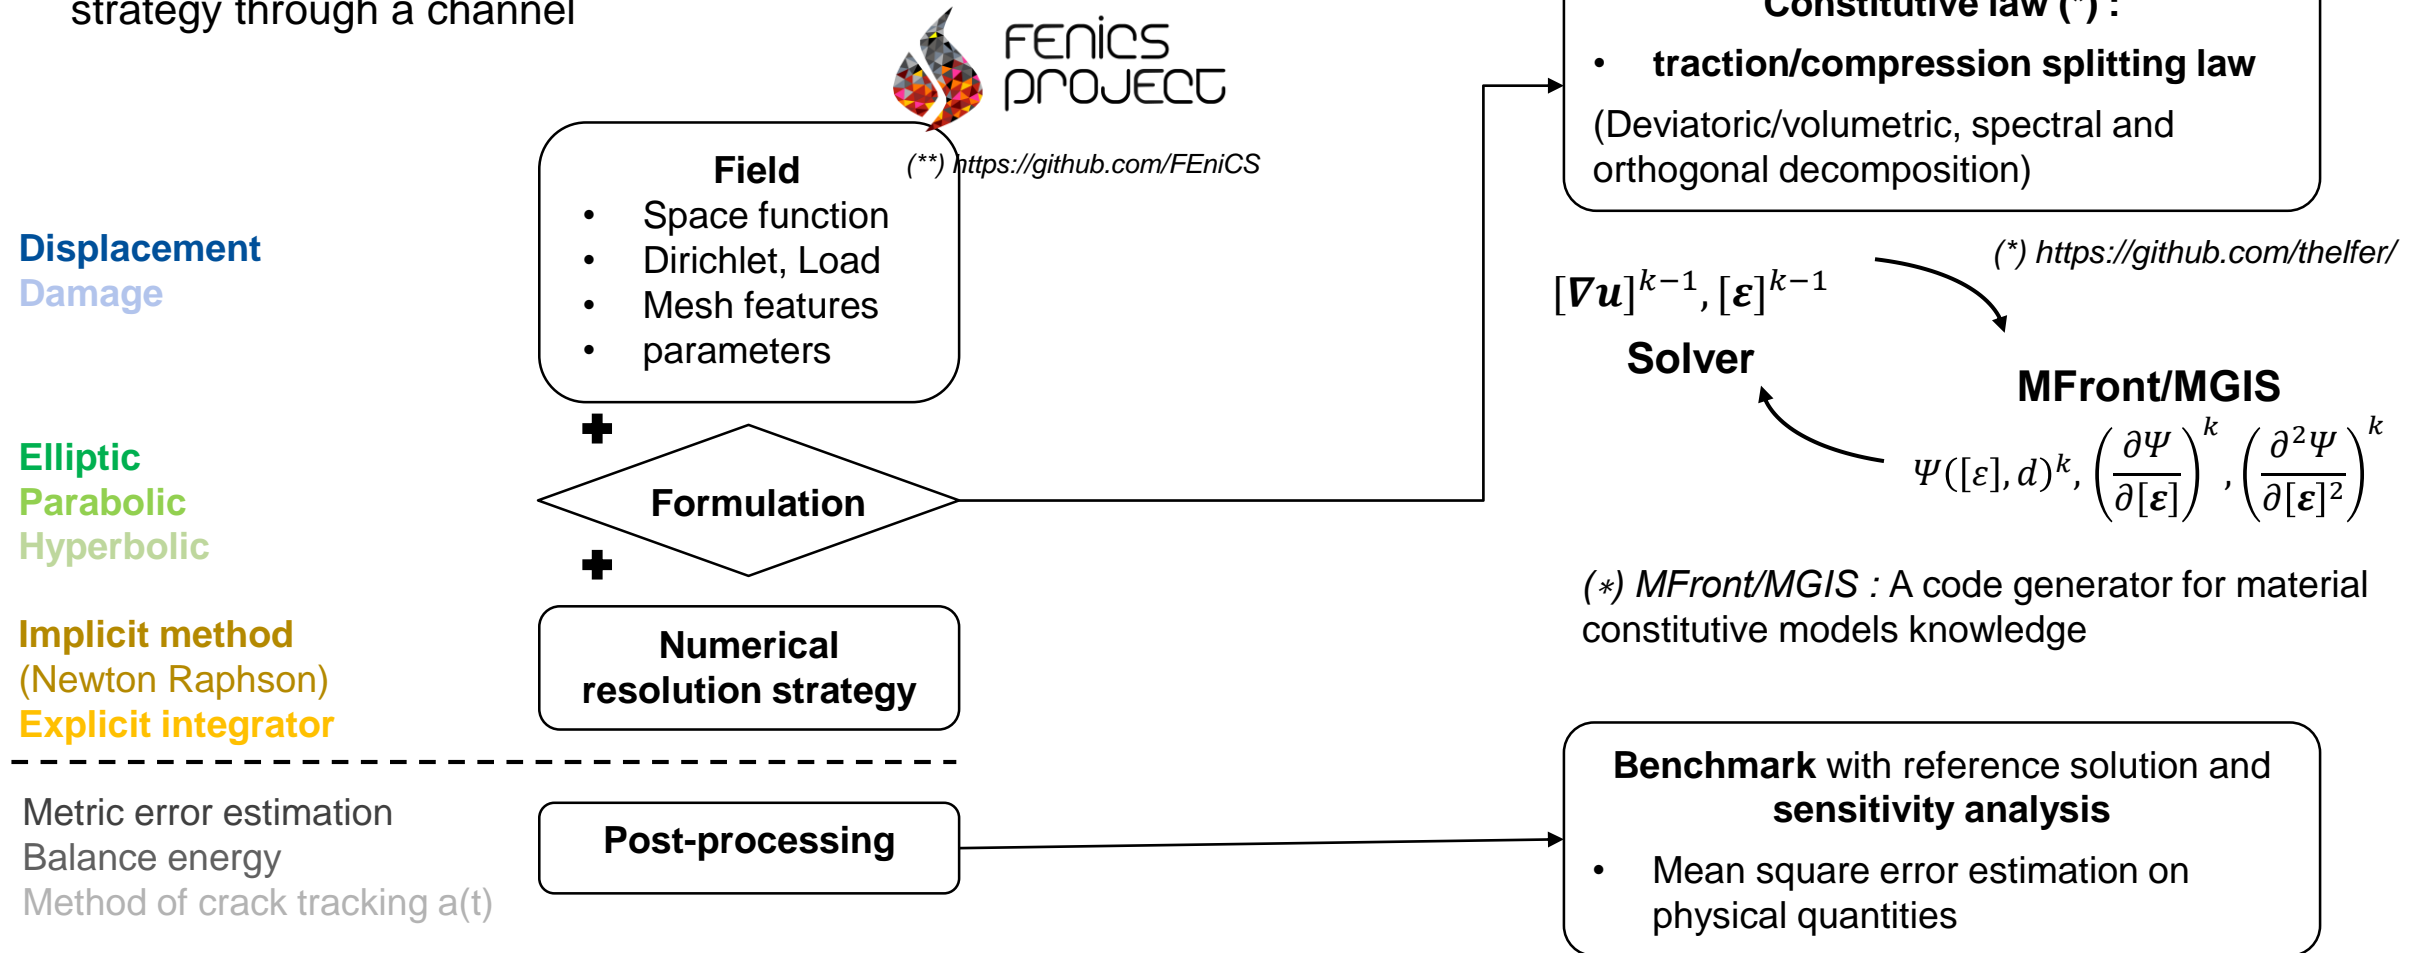 strategy through a channel
FENICS
PROJECT
(**) https://github.com/FEniCS
Field
• Space function
• Dirichlet, Load
• Mesh features
• parameters
Displacement
Damage
Elliptic
Parabolic
Hyperbolic
Formulation
Implicit method
(Newton Raphson)
Explicit integrator
Numerical
resolution strategy
Metric error estimation
Balance energy
Method of crack tracking a(t)
Post-processing
Constitutive law (*) :
• traction/compression splitting law
(Deviatoric/volumetric, spectral and
orthogonal decomposition)
(*) https://github.com/thelfer/
[𝛁𝒖]^{k−1}, [𝜺]^{k−1}
Solver
MFront/MGIS
Ψ([ε], d)^k, (∂Ψ/∂[𝜺])^k, (∂²Ψ/∂[𝜺]²)^k
(∗) MFront/MGIS : A code generator for material
constitutive models knowledge
Benchmark with reference solution and
sensitivity analysis
• Mean square error estimation on
physical quantities